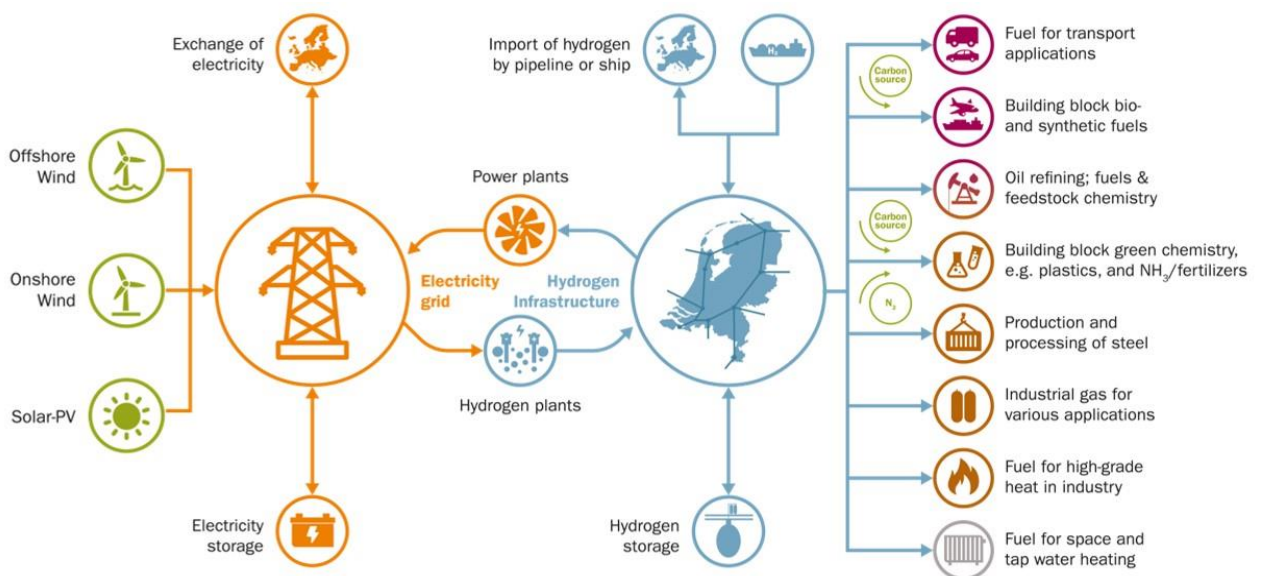 Exchange of
electricity
Import of hydrogen
by pipeline or ship
H₂
Offshore
Wind
Onshore
Wind
Solar-PV
Power plants
Electricity
grid
Hydrogen
Infrastructure
Hydrogen plants
Electricity
storage
Hydrogen
storage
Carbon
source
Carbon
source
N₂
Fuel for transport
applications
Building block bio-
and synthetic fuels
Oil refining; fuels &
feedstock chemistry
Building block green chemistry,
e.g. plastics, and NH₃/fertilizers
Production and
processing of steel
Industrial gas for
various applications
Fuel for high-grade
heat in industry
Fuel for space and
tap water heating